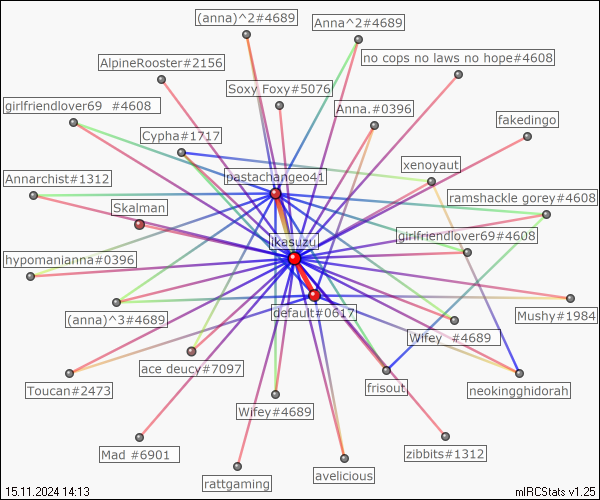 (anna)^2#4689
Anna^2#4689
no cops no laws no hope#4608
AlpineRooster#2156
Soxy Foxy#5076
girlfriendlover69 #4608
Anna.#0396
fakedingo
Cypha#1717
xenoyaut
Annarchist#1312
pastachangeo41
ramshackle gorey#4608
Skalman
ikasuzu
girlfriendlover69#4608
hypomanianna#0396
(anna)^3#4689
default#0617
Mushy#1984
Wifey #4689
ace deucy#7097
Toucan#2473
frisout
neokingghidorah
Wifey#4689
Mad #6901
zibbits#1312
rattgaming
avelicious
15.11.2024 14:13
mIRCStats v1.25